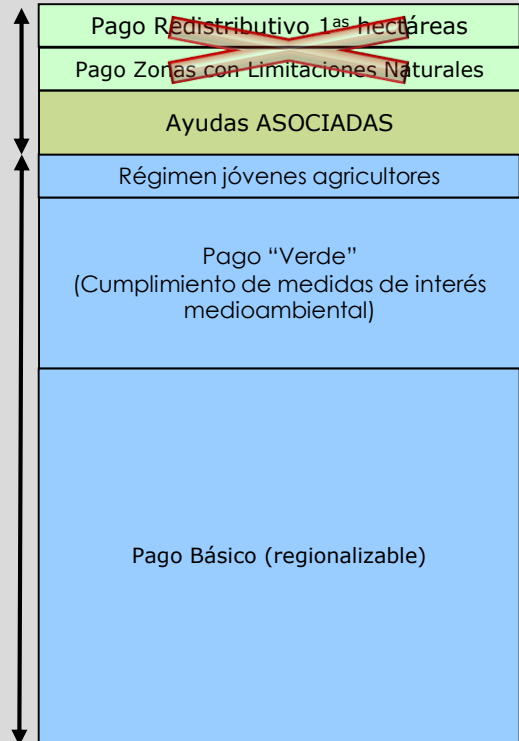 Pago Redistributivo 1as hectáreas
Pago Zonas con Limitaciones Naturales
Ayudas ASOCIADAS
Régimen jóvenes agricultores
Pago “Verde”
(Cumplimiento de medidas de interés
medioambiental)
Pago Básico (regionalizable)